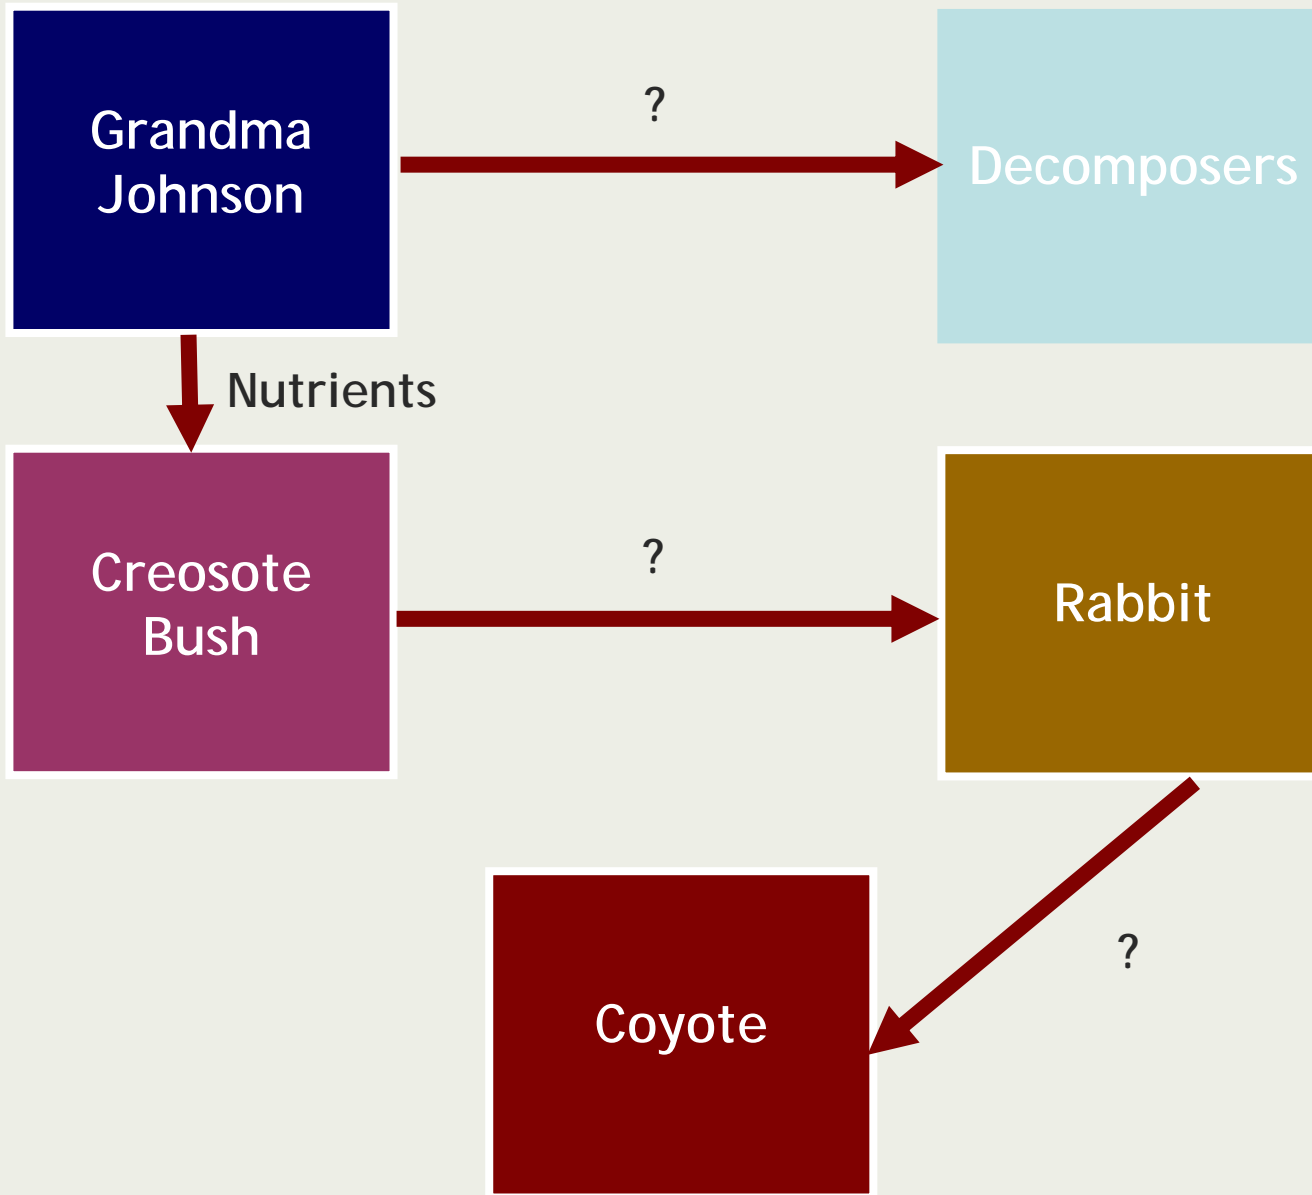 Grandma
Johnson
?
Decomposers
Nutrients
Creosote
Bush
?
Rabbit
?
Coyote